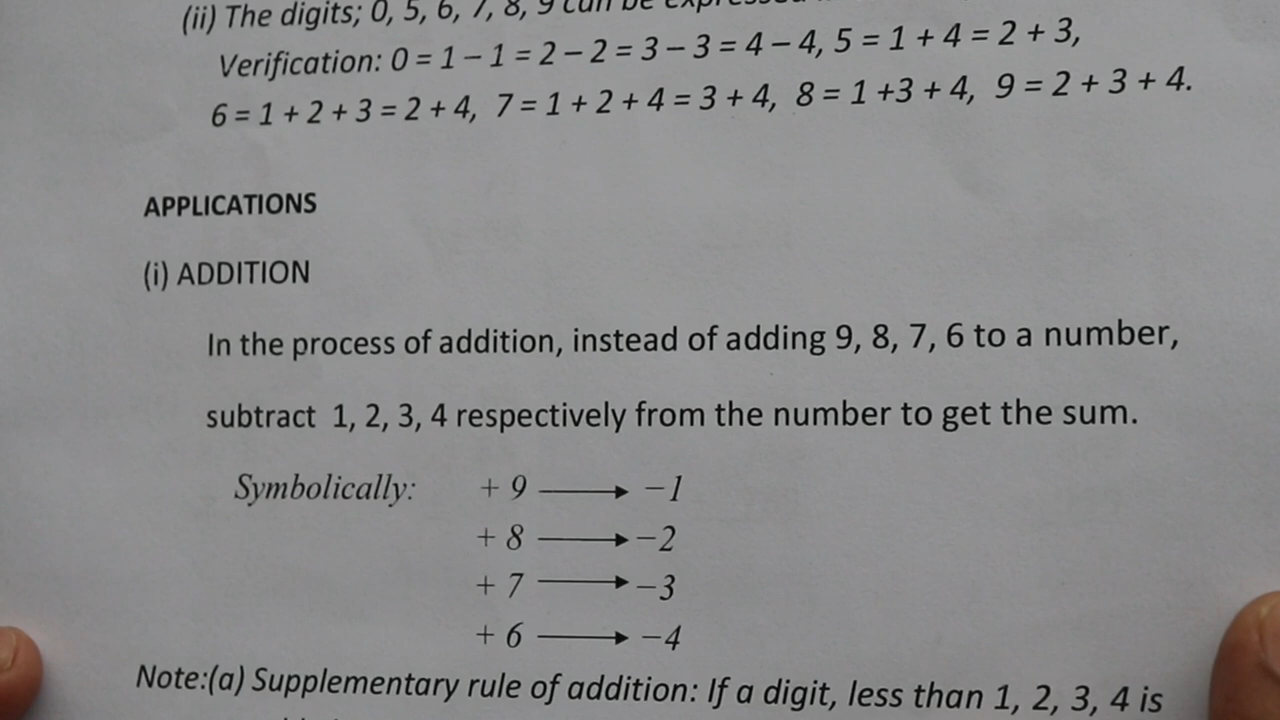 (ii) The digits; 0, 5, 6, 7, 8, 9 can be expressed
Verification: 0 = 1 – 1 = 2 – 2 = 3 – 3 = 4 – 4, 5 = 1 + 4 = 2 + 3,
6 = 1 + 2 + 3 = 2 + 4, 7 = 1 + 2 + 4 = 3 + 4, 8 = 1 +3 + 4, 9 = 2 + 3 + 4.
APPLICATIONS
(i) ADDITION
In the process of addition, instead of adding 9, 8, 7, 6 to a number,
subtract 1, 2, 3, 4 respectively from the number to get the sum.
Symbolically: + 9 ⟶ −1
+ 8 ⟶ −2
+ 7 ⟶ −3
+ 6 ⟶ −4
Note:(a) Supplementary rule of addition: If a digit, less than 1, 2, 3, 4 is